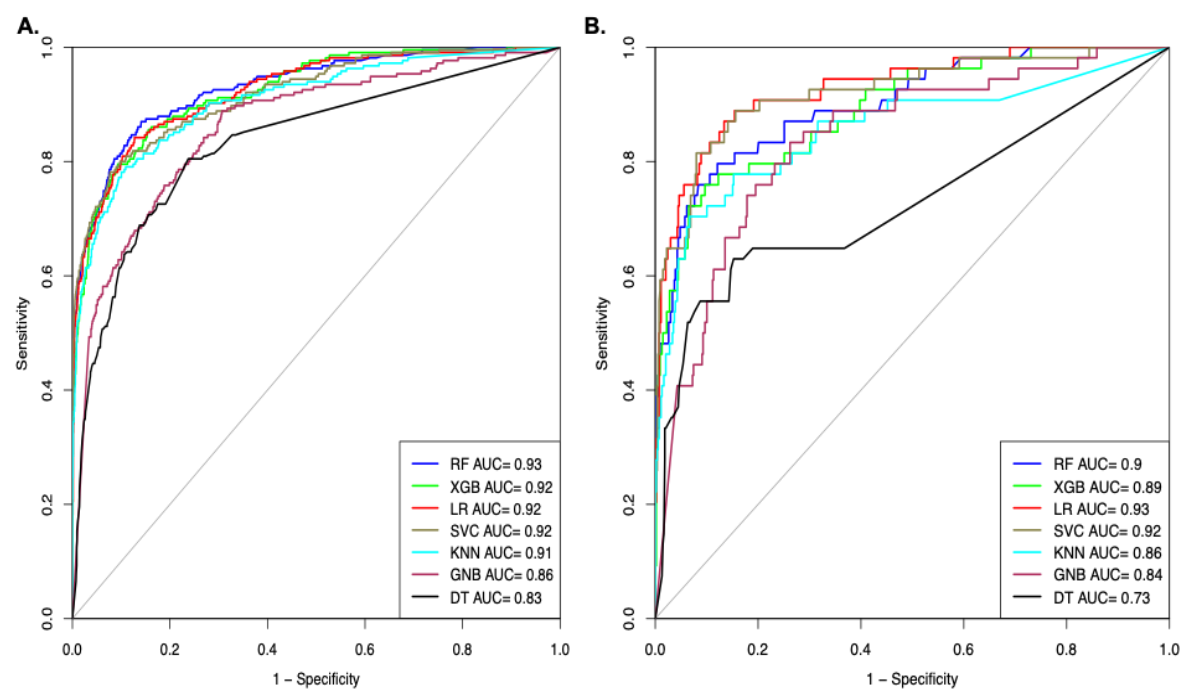 A.
1.0
0.8
0.6
0.4
0.2
0.0
Sensitivity
RF AUC= 0.93
XGB AUC= 0.92
LR AUC= 0.92
SVC AUC= 0.92
KNN AUC= 0.91
GNB AUC= 0.86
DT AUC= 0.83
0.0 0.2 0.4 0.6 0.8 1.0
1 − Specificity
B.
1.0
0.8
0.6
0.4
0.2
0.0
Sensitivity
RF AUC= 0.9
XGB AUC= 0.89
LR AUC= 0.93
SVC AUC= 0.92
KNN AUC= 0.86
GNB AUC= 0.84
DT AUC= 0.73
0.0 0.2 0.4 0.6 0.8 1.0
1 − Specificity